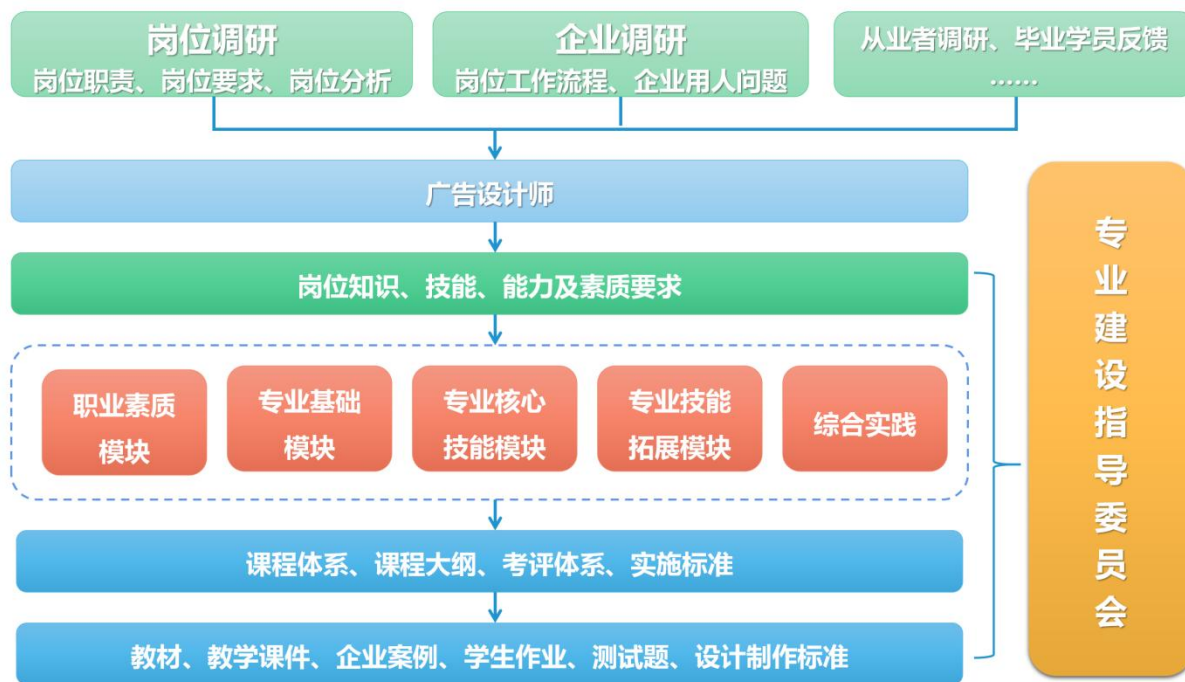 岗位调研
岗位职责、岗位要求、岗位分析
企业调研
岗位工作流程、企业用人问题
从业者调研、毕业学员反馈
……
广告设计师
岗位知识、技能、能力及素质要求
职业素质
模块
专业基础
模块
专业核心
技能模块
专业技能
拓展模块
综合实践
课程体系、课程大纲、考评体系、实施标准
教材、教学课件、企业案例、学生作业、测试题、设计制作标准
专业建设指导委员会